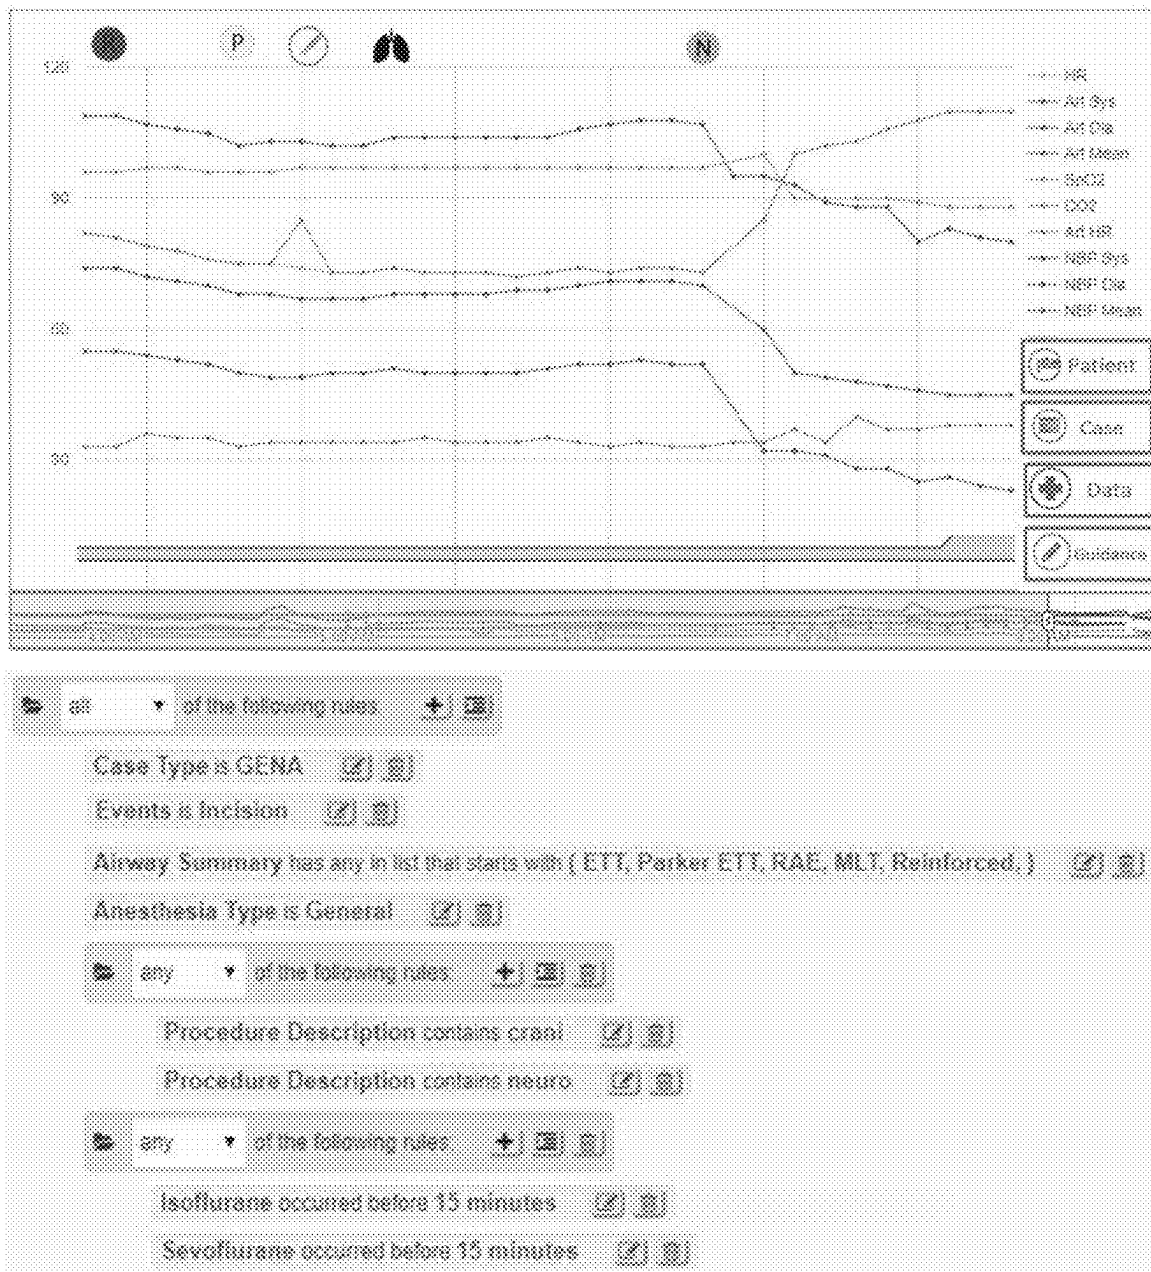 P
N
120
HR
Art Sys
Art Dia
Art Mean
SpO2
CO2
Art HR
NBP Sys
NBP Dia
NBP Mean
90
60
30
Patient
Case
Data
Guidance
all of the following rules
Case Type is GENA
Events is Incision
Airway Summary has any in list that starts with ( ETT, Parker ETT, RAE, MLT, Reinforced, )
Anesthesia Type is General
any of the following rules
Procedure Description contains crani
Procedure Description contains neuro
any of the following rules
Isoflurane occurred before 15 minutes
Sevoflurane occurred before 15 minutes